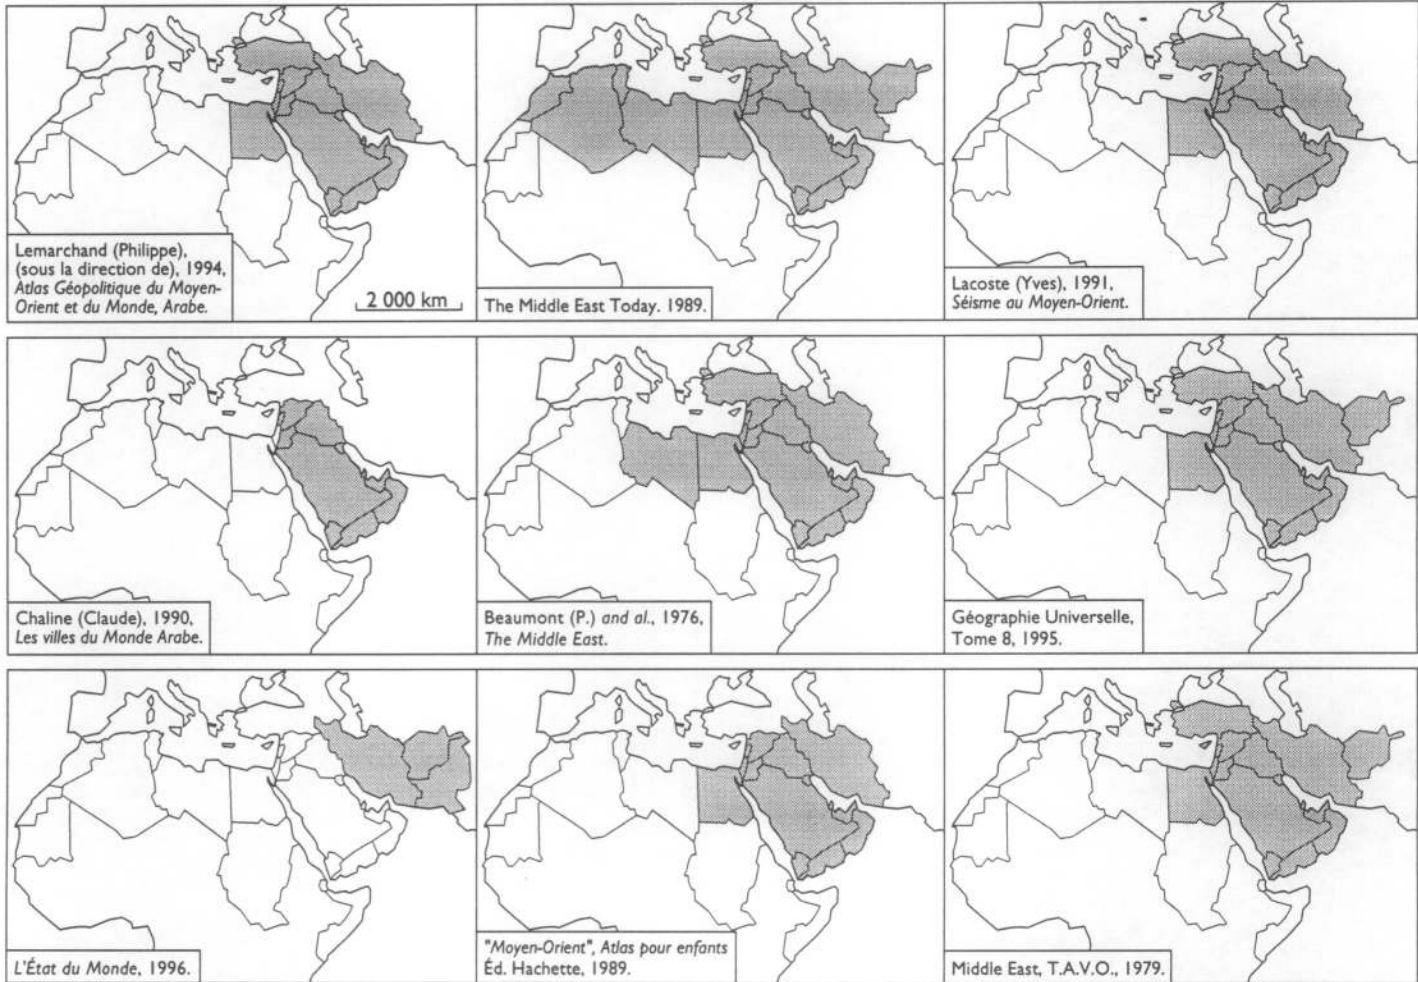 Lemarchand (Philippe),
(sous la direction de), 1994,
Atlas Géopolitique du Moyen-
Orient et du Monde, Arabe.
2 000 km
The Middle East Today. 1989.
Lacoste (Yves), 1991,
Séisme au Moyen-Orient.
Chaline (Claude), 1990,
Les villes du Monde Arabe.
Beaumont (P.) and al., 1976,
The Middle East.
Géographie Universelle,
Tome 8, 1995.
L'État du Monde, 1996.
"Moyen-Orient", Atlas pour enfants
Éd. Hachette, 1989.
Middle East, T.A.V.O., 1979.